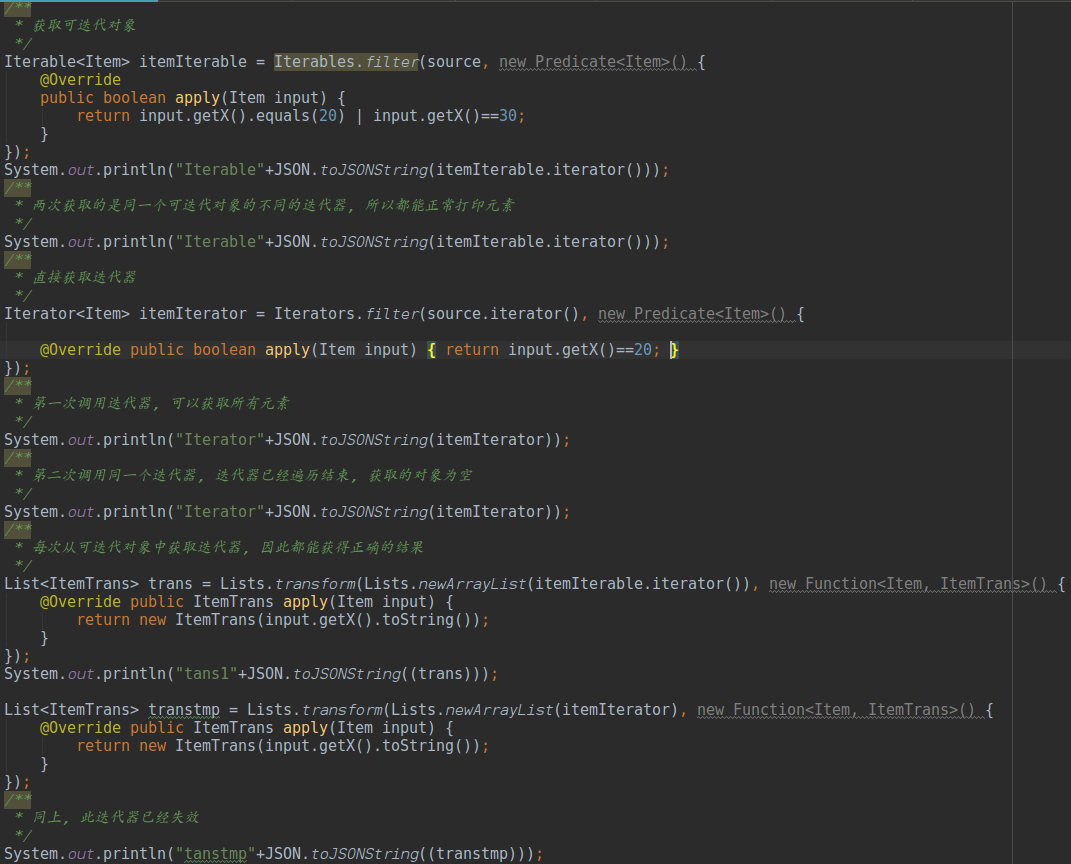 /**
 * 获取可迭代对象
 */
Iterable<Item> itemIterable = Iterables.filter(source, new Predicate<Item>() {
    @Override
    public boolean apply(Item input) {
        return input.getX().equals(20) | input.getX()==30;
    }
});
System.out.println("Iterable"+JSON.toJSONString(itemIterable.iterator()));
/**
 * 两次获取的是同一个可迭代对象的不同的迭代器, 所以都能正常打印元素
 */
System.out.println("Iterable"+JSON.toJSONString(itemIterable.iterator()));
/**
 * 直接获取迭代器
 */
Iterator<Item> itemIterator = Iterators.filter(source.iterator(), new Predicate<Item>() {
    @Override public boolean apply(Item input) { return input.getX()==20; }
});
/**
 * 第一次调用迭代器, 可以获取所有元素
 */
System.out.println("Iterator"+JSON.toJSONString(itemIterator));
/**
 * 第二次调用同一个迭代器, 迭代器已经遍历结束, 获取的对象为空
 */
System.out.println("Iterator"+JSON.toJSONString(itemIterator));
/**
 * 每次从可迭代对象中获取迭代器, 因此都能获得正确的结果
 */
List<ItemTrans> trans = Lists.transform(Lists.newArrayList(itemIterable.iterator()), new Function<Item, ItemTrans>() {
    @Override public ItemTrans apply(Item input) {
        return new ItemTrans(input.getX().toString());
    }
});
System.out.println("tans1"+JSON.toJSONString((trans)));
List<ItemTrans> transtmp = Lists.transform(Lists.newArrayList(itemIterator), new Function<Item, ItemTrans>() {
    @Override public ItemTrans apply(Item input) {
        return new ItemTrans(input.getX().toString());
    }
});
/**
 * 同上, 此迭代器已经失效
 */
System.out.println("tanstmp"+JSON.toJSONString((transtmp)));